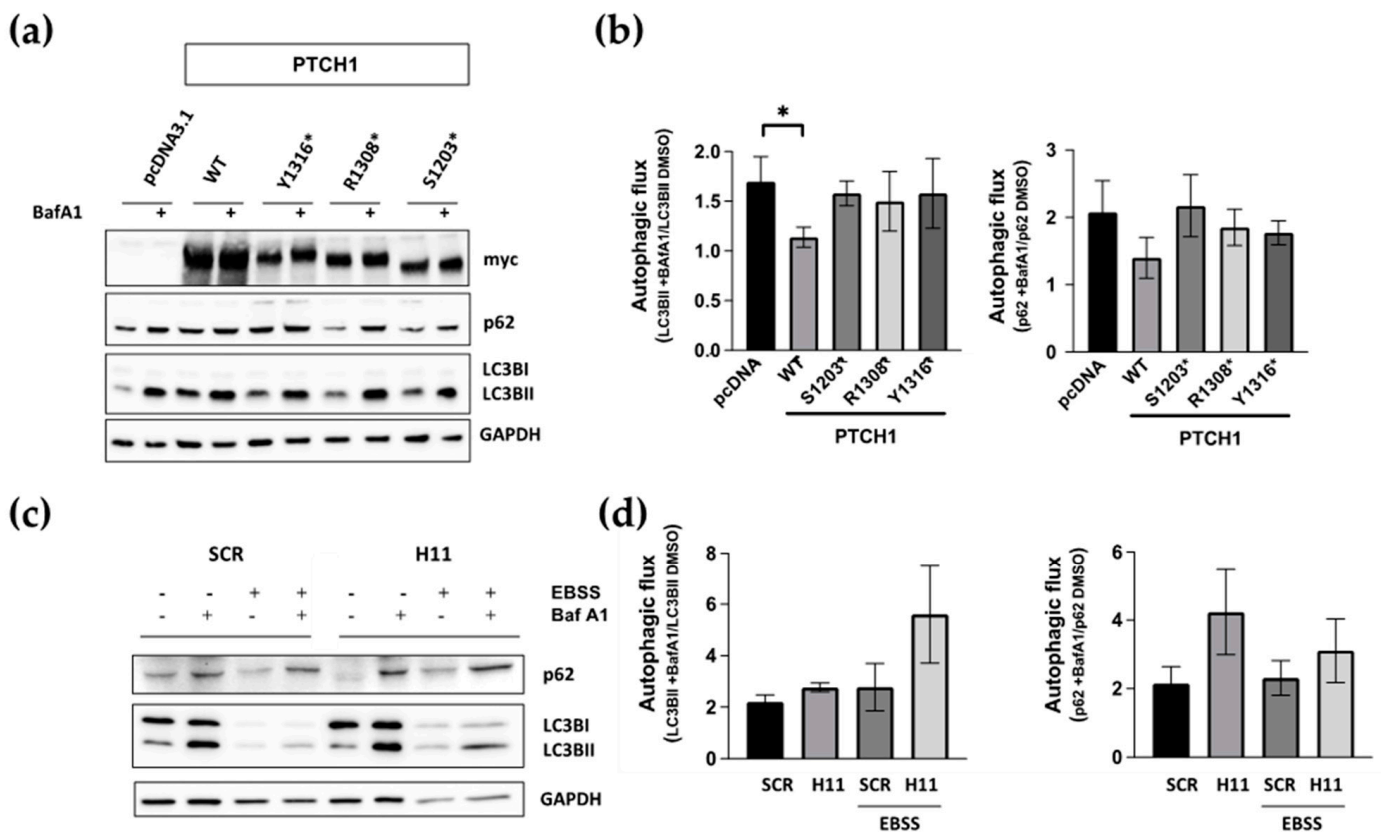 (a)
PTCH1
pcDNA3.1
WT
Y1316*
R1308*
S1203*
BafA1
+ + + + +
myc
p62
LC3BI
LC3BII
GAPDH
(b)
*
Autophagic flux
(LC3BII +BAfA1/LC3BII DMSO)
2.0
1.5
1.0
0.5
0.0
pcDNA
WT
S1203*
R1308*
Y1316*
PTCH1
Autophagic flux
(p62 +BafA1/p62 DMSO)
3
2
1
0
pcDNA
WT
S1203*
R1308*
Y1316*
PTCH1
(c)
SCR H11
- - + + - - + + EBSS
- + - + - + - + Baf A1
p62
LC3BI
LC3BII
GAPDH
(d)
Autophagic flux
(LC3BII +BafA1/LC3BII DMSO)
8
6
4
2
0
SCR H11 SCR H11
EBSS
Autophagic flux
(p62 +BafA1/p62 DMSO)
6
4
2
0
SCR H11 SCR H11
EBSS